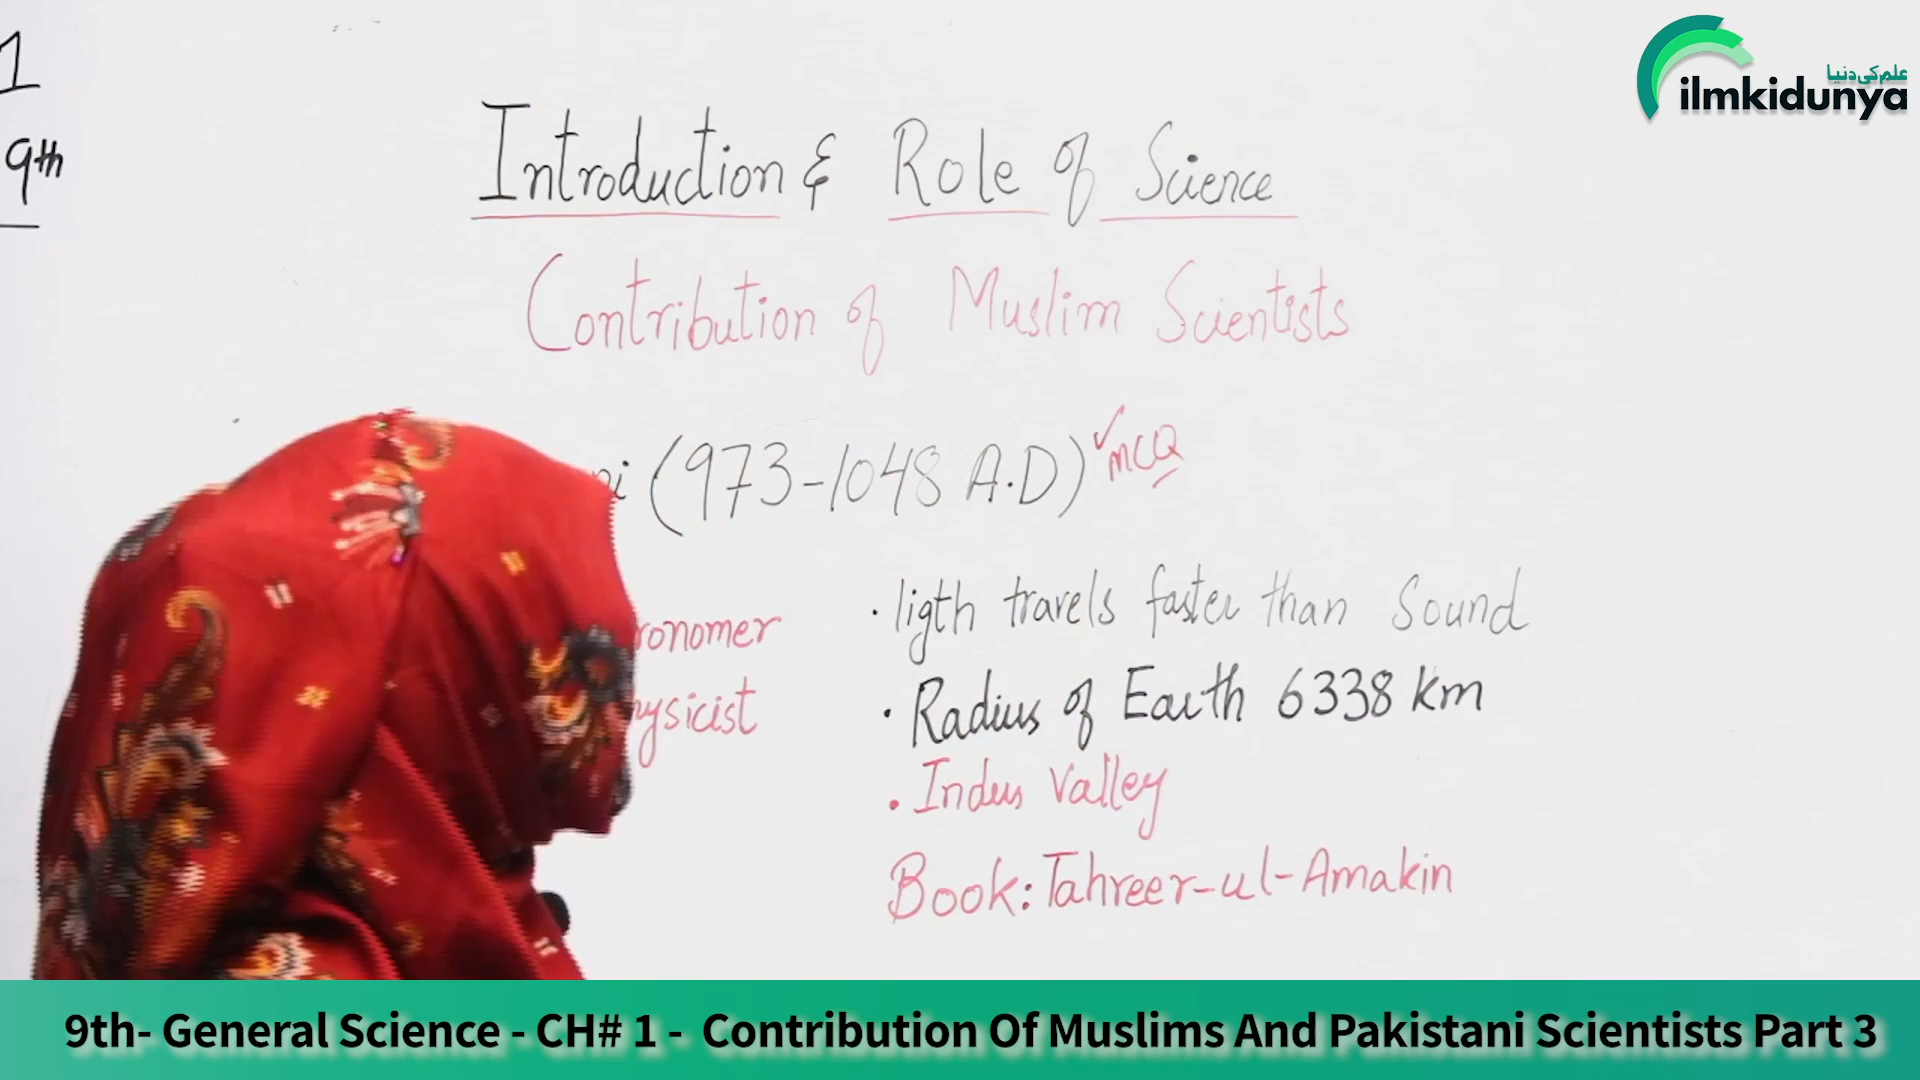 علم کی دنیا
ilmkidunya
1
9th
Introduction & Role of Science
Contribution of Muslim Scientists
(973-1048 A.D) ✓MCQ
ronomer
ysicist
· ligth travels faster than Sound
· Radius of Earth 6338 km
· Indus Valley
Book: Tahreer-ul-Amakin
9th- General Science - CH# 1 - Contribution Of Muslims And Pakistani Scientists Part 3